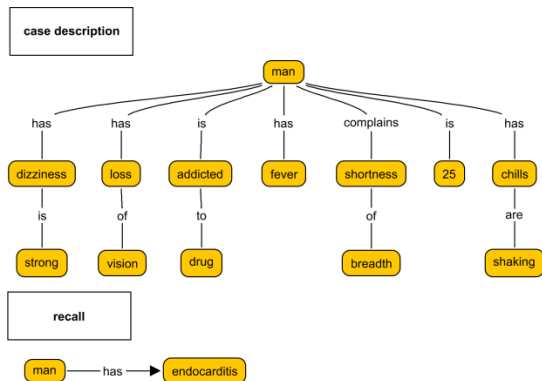 case description
man
has has is has complains is has
dizziness loss addicted fever shortness 25 chills
is of to of are
strong vision drug breadth shaking
recall
man has endocarditis